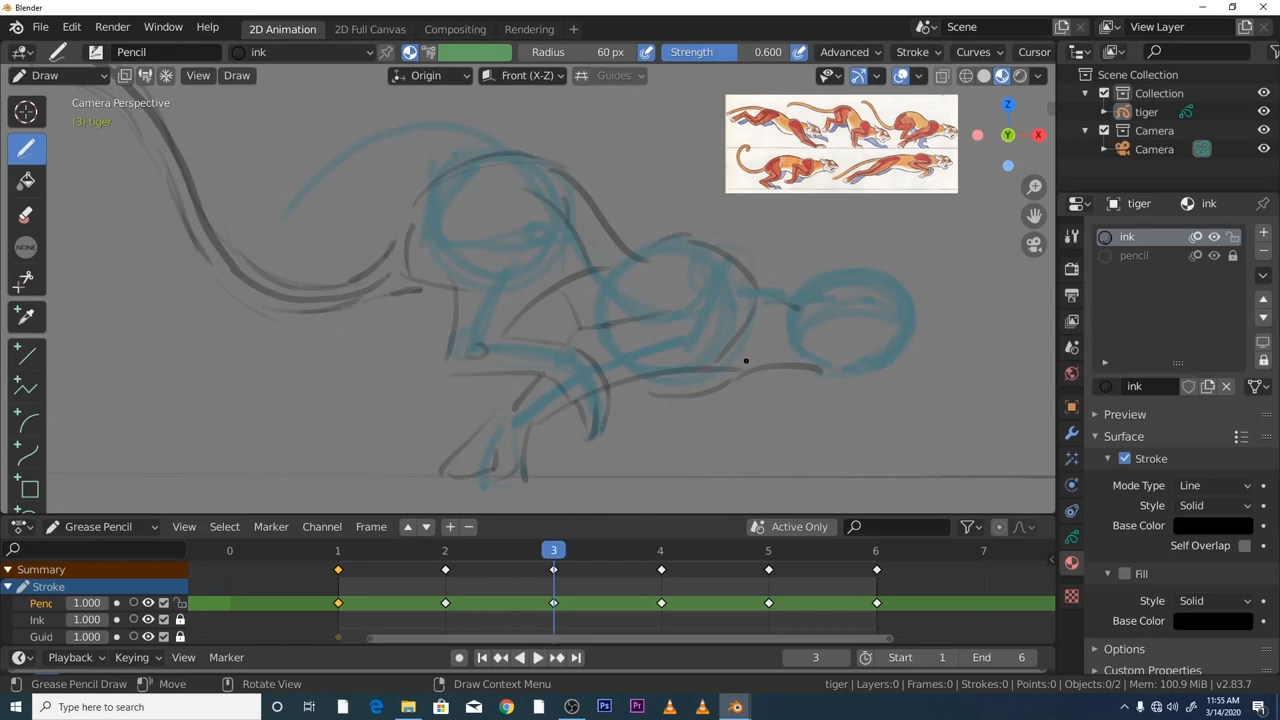 Blender
File Edit Render Window Help 2D Animation 2D Full Canvas Compositing Rendering + Scene View Layer
Pencil ink Radius 60 px Strength 0.600 Advanced Stroke Curves Cursor
Draw View Draw Origin Front (X-Z) Guides
Camera Perspective
(3) tiger
Z
Y
X
NONE
Scene Collection
Collection
tiger
Camera
Camera
tiger ink
ink
pencil
ink
Preview
Surface
Stroke
Mode Type Line
Style Solid
Base Color
Self Overlap
Fill
Style Solid
Base Color
Options
Custom Properties
Grease Pencil View Select Marker Channel Frame Active Only
0 1 2 3 4 5 6 7
Summary
Stroke
Penc 1.000
Ink 1.000
Guid 1.000
Playback Keying View Marker 3 Start 1 End 6
Grease Pencil Draw Move Rotate View Draw Context Menu tiger | Layers:0 | Frames:0 | Strokes:0 | Points:0 | Objects:0/2 | Mem: 100.9 MiB | v2.83.7
Type here to search Ps Pr 11:55 AM
3/14/2020